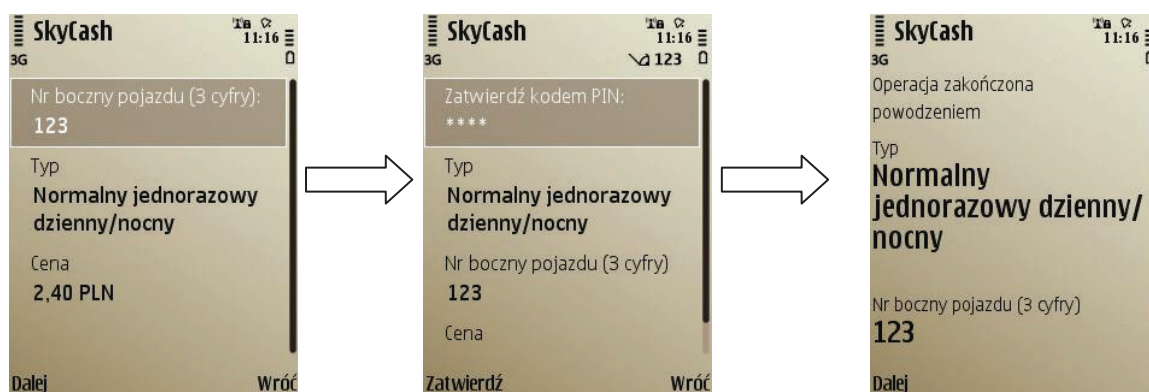 SkyCash
11:16
3G
Nr boczny pojazdu (3 cyfry):
123
Typ
Normalny jednorazowy
dzienny/nocny
Cena
2,40 PLN
Dalej Wróć
SkyCash
11:16
3G
123
Zatwierdź kodem PIN:
****
Typ
Normalny jednorazowy
dzienny/nocny
Nr boczny pojazdu (3 cyfry)
123
Cena
Zatwierdź Wróć
SkyCash
11:16
3G
Operacja zakończona
powodzeniem
Typ
Normalny
jednorazowy dzienny/
nocny
Nr boczny pojazdu (3 cyfry)
123
Dalej